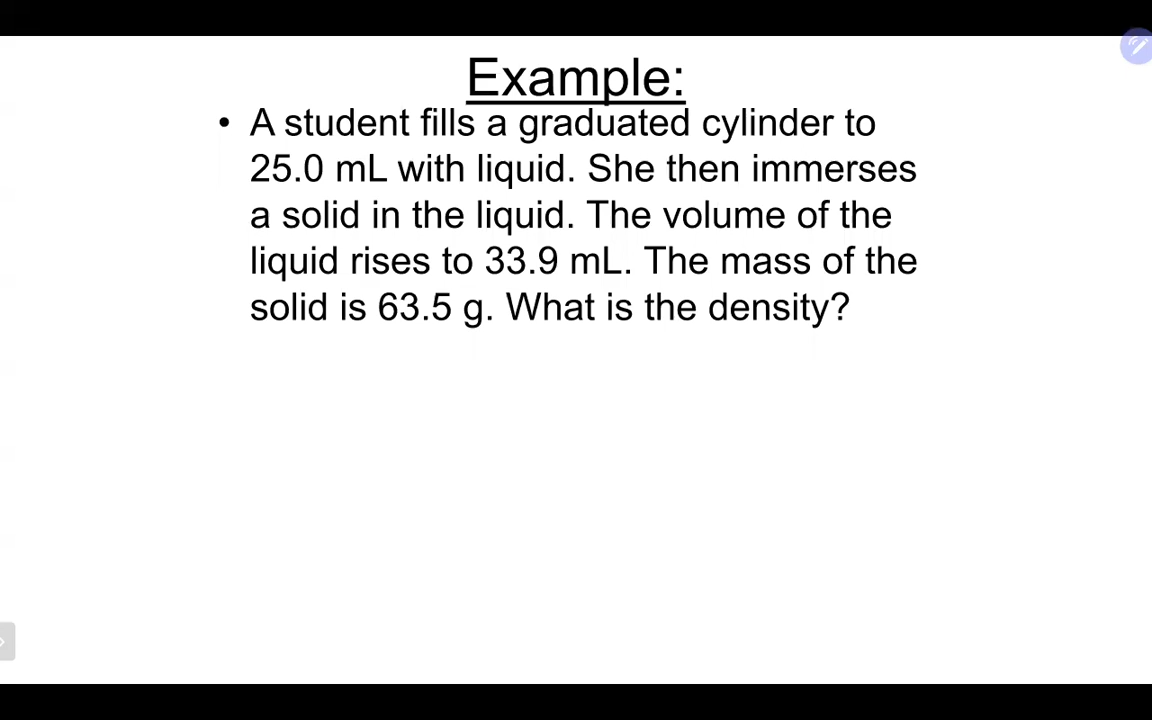 Example:
• A student fills a graduated cylinder to
25.0 mL with liquid. She then immerses
a solid in the liquid. The volume of the
liquid rises to 33.9 mL. The mass of the
solid is 63.5 g. What is the density?